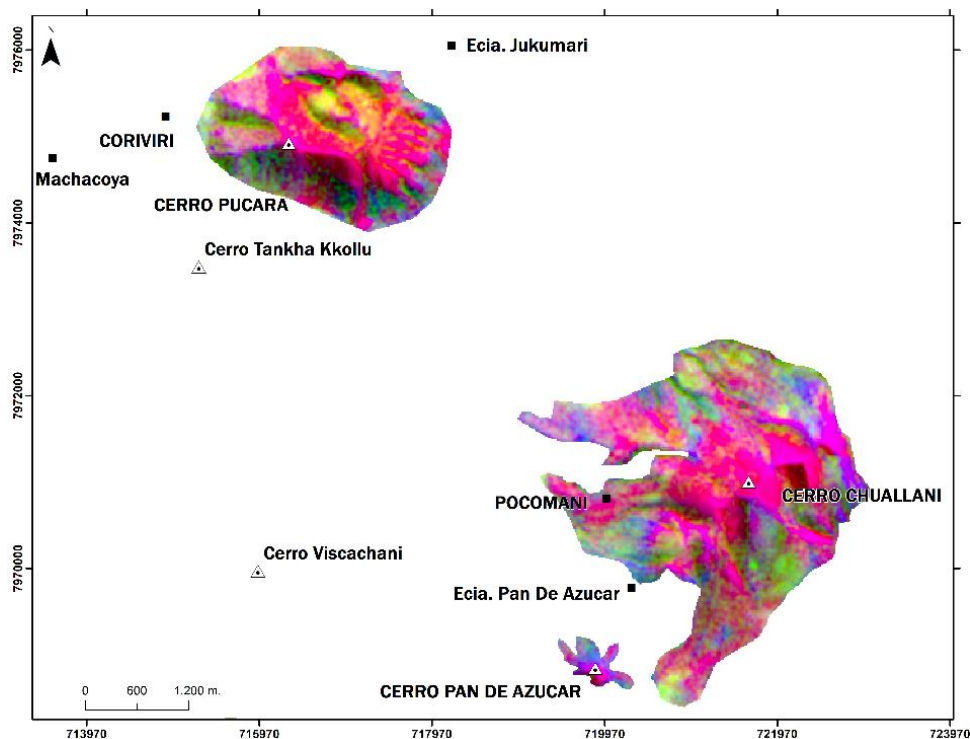 7976000
7974000
7972000
7970000
Ecia. Jukumari
CORIVIRI
Machacoya
CERRO PUCARA
Cerro Tankha Kkollu
POCOMANI
CERRO CHUALLANI
Cerro Viscachani
Ecia. Pan De Azucar
CERRO PAN DE AZUCAR
0 600 1.200 m.
713970 715970 717970 719970 721970 723970